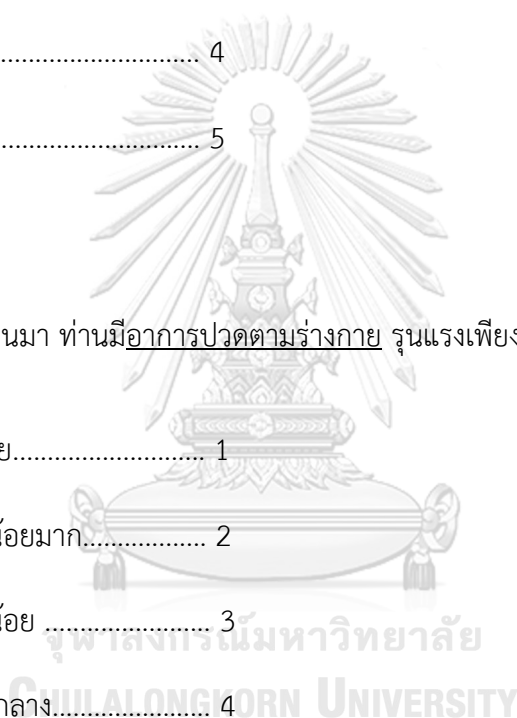 ............................. 4
............................. 5
นมา ท่านมีอาการปวดตามร่างกาย รุนแรงเพียง
ย........................... 1
น้อยมาก.................. 2
น้อย ........................ 3
จุฬาลงกรณ์มหาวิทยาลัย
กลาง....................... 4
CHULALONGKORN UNIVERSITY